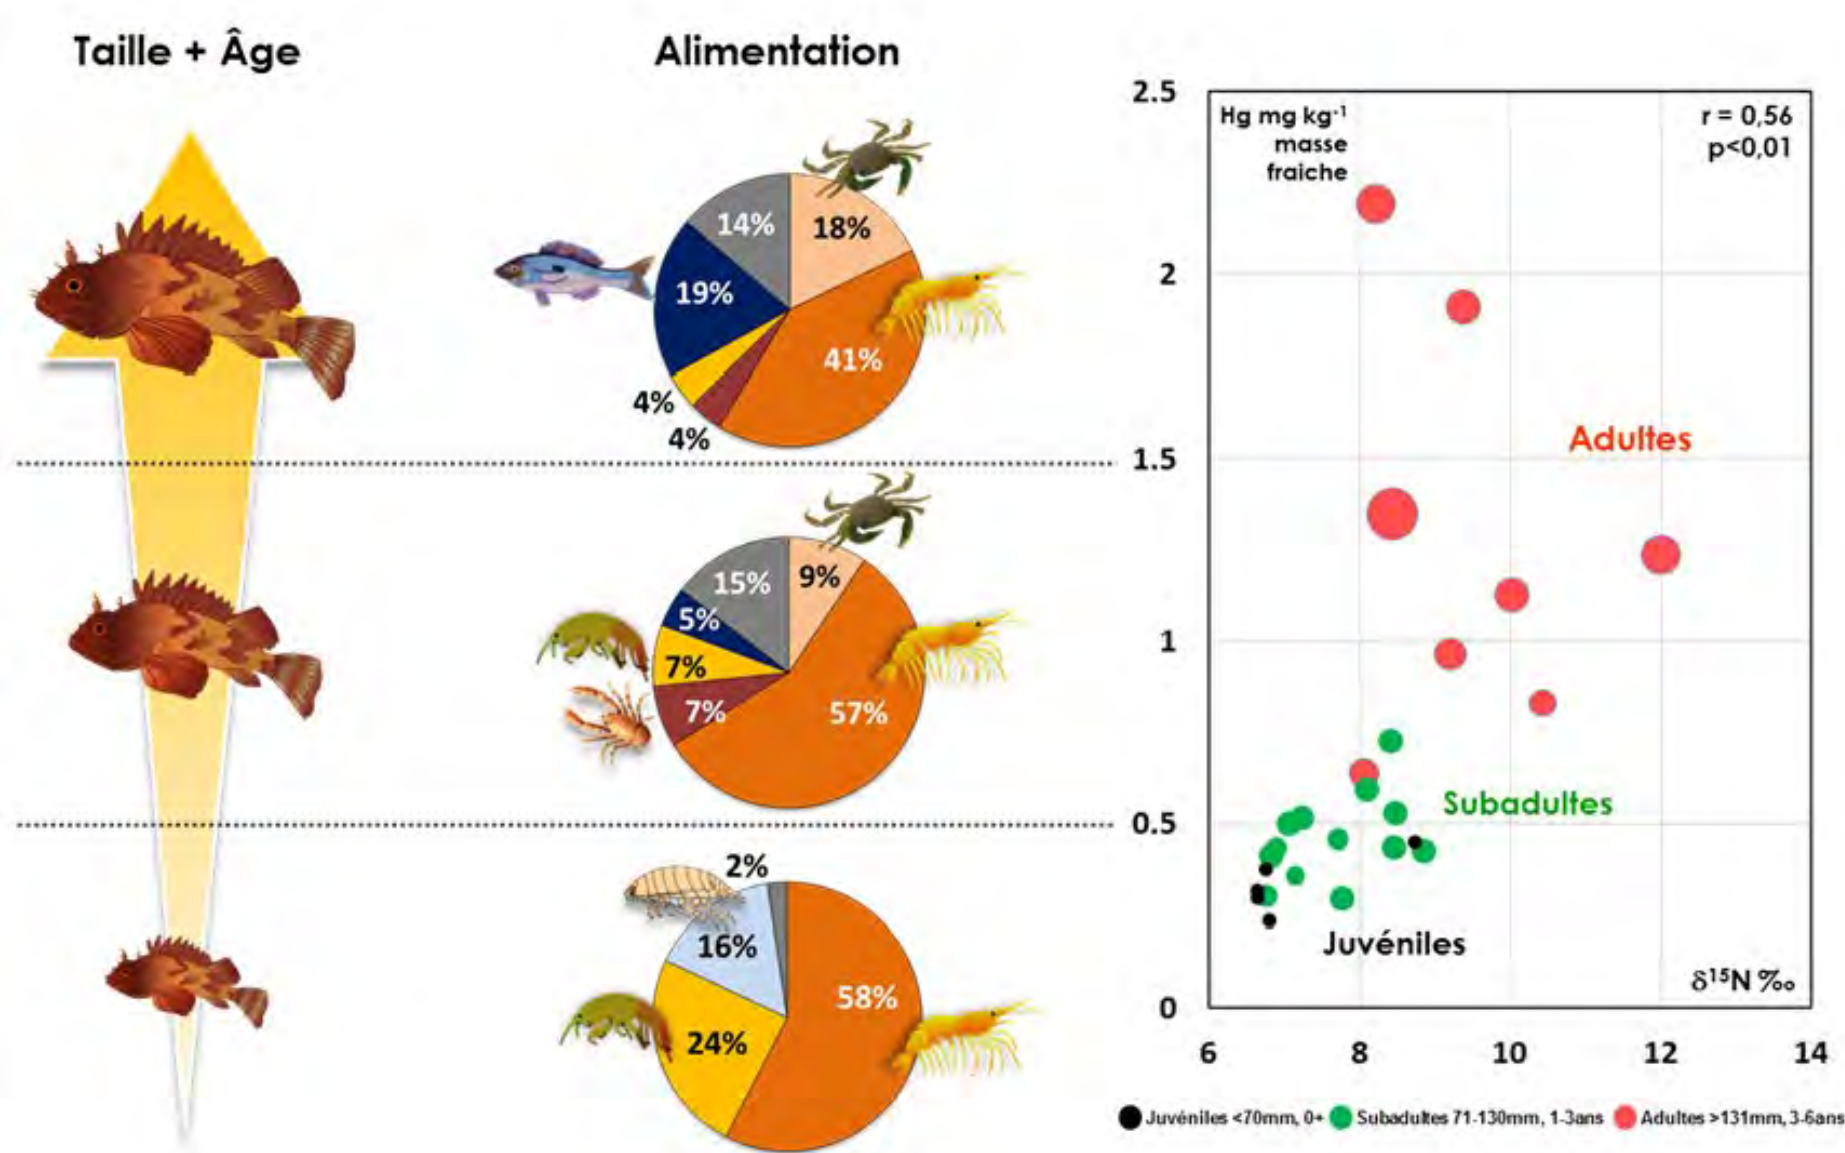 Taille + Âge
Alimentation
14%
18%
19%
41%
4%
4%
15%
9%
5%
7%
7%
57%
2%
16%
58%
24%
2.5
2
1.5
1
0.5
0
Hg mg kg⁻¹
masse
fraiche
r = 0,56
p<0,01
Adultes
Subadultes
Juvéniles
δ¹⁵N ‰
6 8 10 12 14
Juvéniles <70mm, 0+ Subadultes 71-130mm, 1-3ans Adultes >131mm, 3-6ans